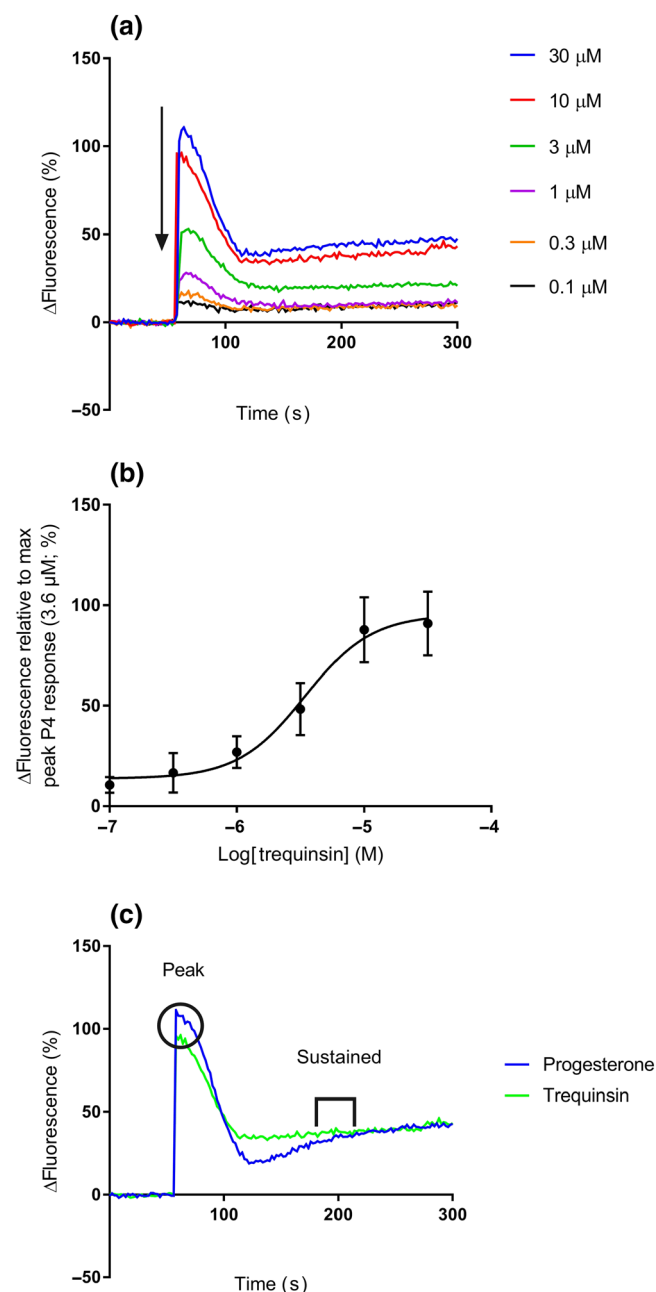 (a)
150
100
50
0
–50
ΔFluorescence (%)
100
200
300
Time (s)
30 μM
10 μM
3 μM
1 μM
0.3 μM
0.1 μM
(b)
150
100
50
0
ΔFluorescence relative to max
peak P4 response (3.6 μM; %)
–7
–6
–5
–4
Log[trequinsin] (M)
(c)
150
100
50
0
–50
ΔFluorescence (%)
Peak
Sustained
100
200
300
Time (s)
Progesterone
Trequinsin